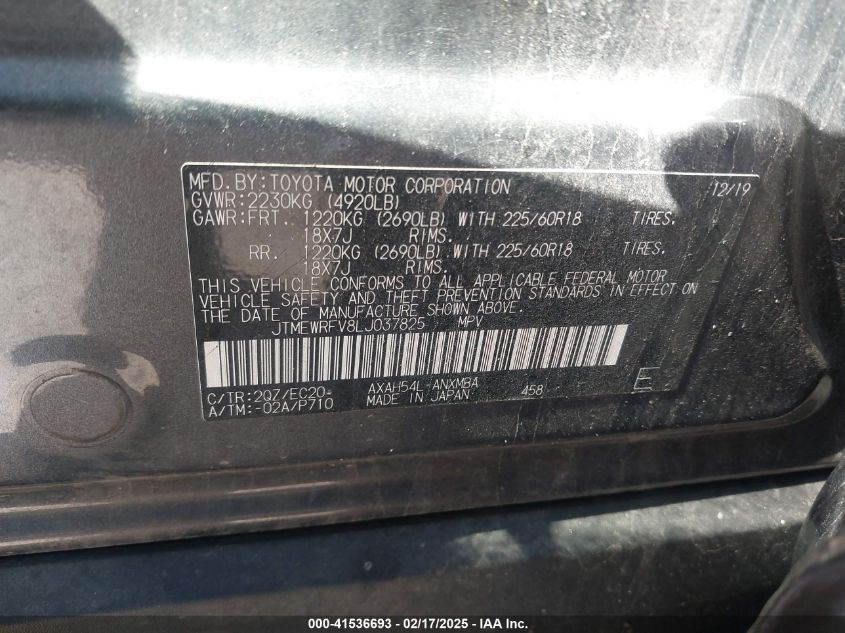 MFD. BY: TOYOTA MOTOR CORPORATION 12/19
GVWR: 2230KG (4920LB)
GAWR: FRT. 1220KG (2690LB) WITH 225/60R18 TIRES.
18X7J RIMS.
RR. 1220KG (2690LB) WITH 225/60R18 TIRES.
18X7J RIMS.
THIS VEHICLE CONFORMS TO ALL APPLICABLE FEDERAL MOTOR
VEHICLE SAFETY AND THEFT PREVENTION STANDARDS IN EFFECT ON
THE DATE OF MANUFACTURE SHOWN ABOVE.
JTMEWRFV8LJ037825 MPV
C/TR: 2QZ/EC20- AXAH54L-ANXMBA 458 E
A/TM: -02A/P710 MADE IN JAPAN
000-41536693 - 02/17/2025 - IAA Inc.